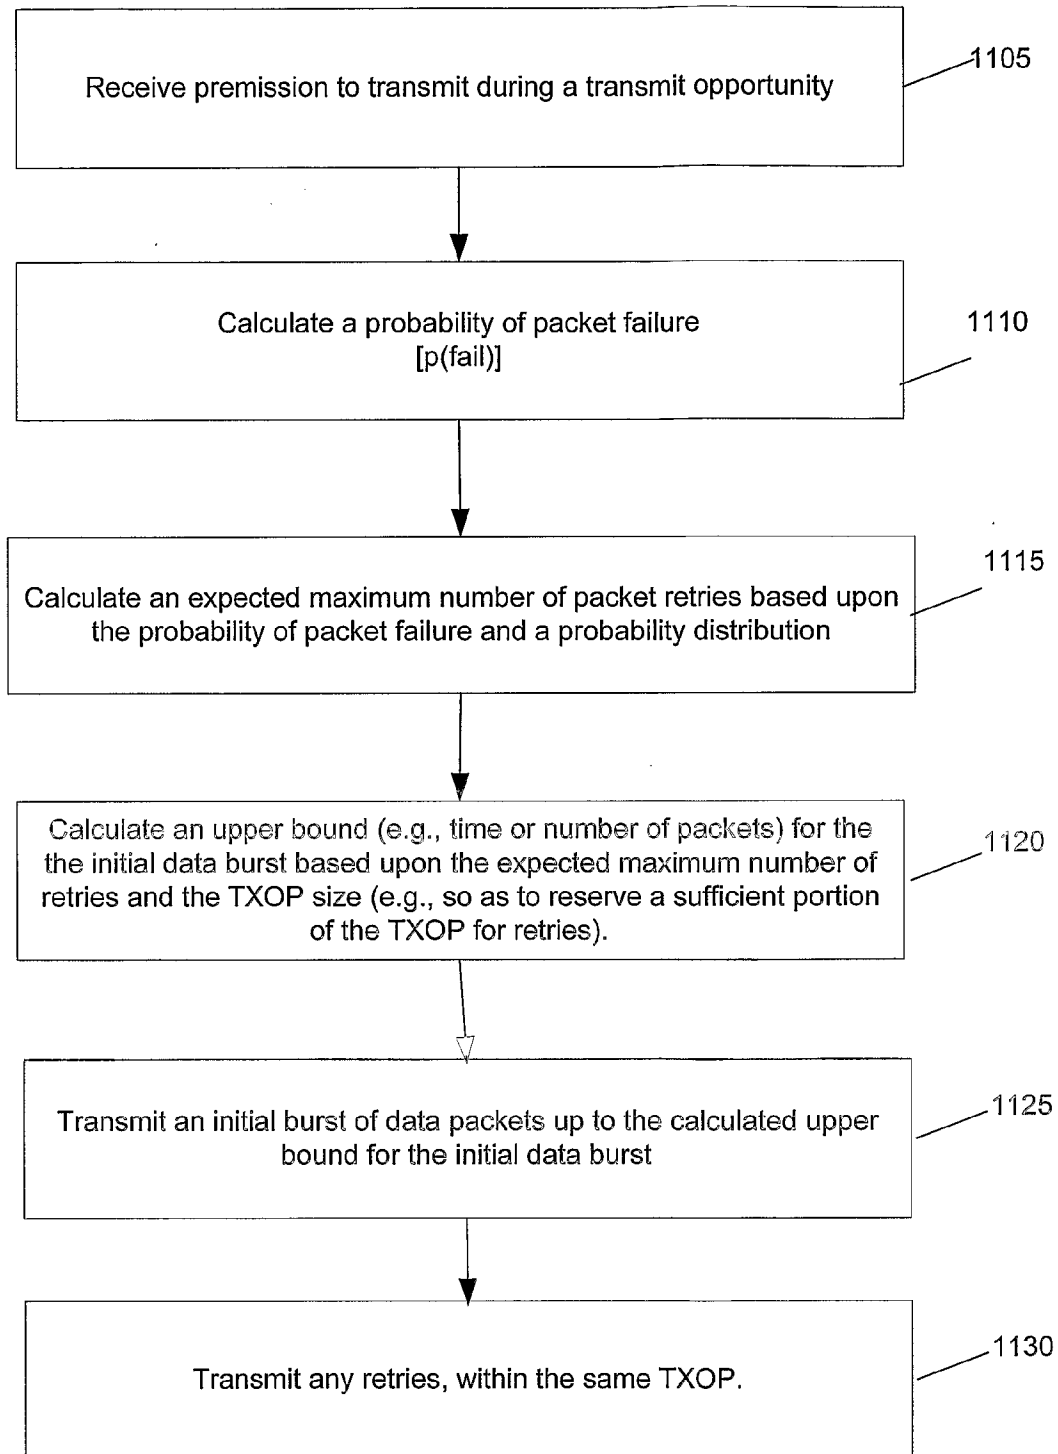 Receive premission to transmit during a transmit opportunity
1105
Calculate a probability of packet failure
[p(fail)]
1110
Calculate an expected maximum number of packet retries based upon
the probability of packet failure and a probability distribution
1115
Calculate an upper bound (e.g., time or number of packets) for the
the initial data burst based upon the expected maximum number of
retries and the TXOP size (e.g., so as to reserve a sufficient portion
of the TXOP for retries).
1120
Transmit an initial burst of data packets up to the calculated upper
bound for the initial data burst
1125
Transmit any retries, within the same TXOP.
1130